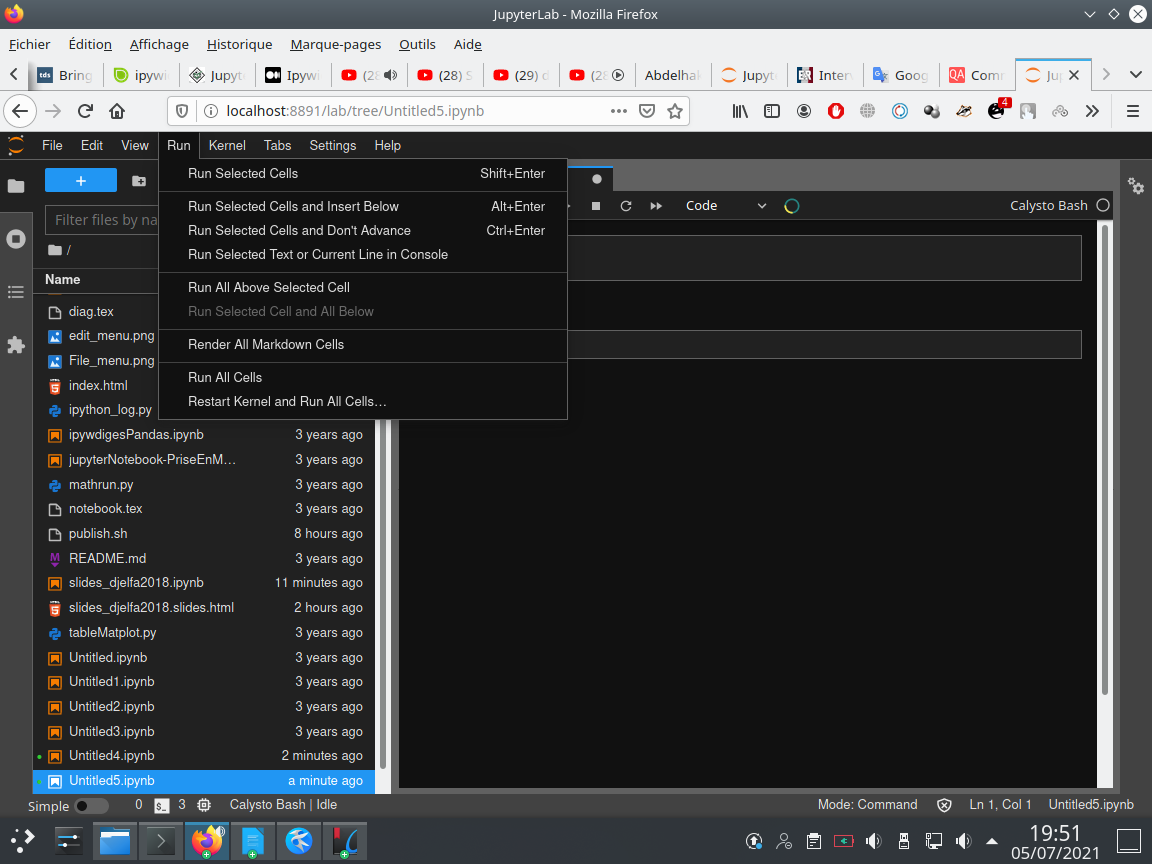 JupyterLab - Mozilla Firefox
Fichier Édition Affichage Historique Marque-pages Outils Aide
tds Bring ipywi Jupyt Ipywi (28 (28) S (29) d (28 Abdelhal Jupyt ER Inter Goog QA Comr Ju
localhost:8891/lab/tree/Untitled5.ipynb
4
File Edit View Run Kernel Tabs Settings Help
Run Selected Cells Shift+Enter
Run Selected Cells and Insert Below Alt+Enter
Run Selected Cells and Don't Advance Ctrl+Enter
Run Selected Text or Current Line in Console
Run All Above Selected Cell
Run Selected Cell and All Below
Render All Markdown Cells
Run All Cells
Restart Kernel and Run All Cells…
Code
Calysto Bash
Filter files by na
/
Name
diag.tex
edit_menu.png
File_menu.png
index.html
ipython_log.py
ipywdigesPandas.ipynb 3 years ago
jupyterNotebook-PriseEnM… 3 years ago
mathrun.py 3 years ago
notebook.tex 3 years ago
publish.sh 8 hours ago
README.md 3 years ago
slides_djelfa2018.ipynb 11 minutes ago
slides_djelfa2018.slides.html 2 hours ago
tableMatplot.py 3 years ago
Untitled.ipynb 3 years ago
Untitled1.ipynb 3 years ago
Untitled2.ipynb 3 years ago
Untitled3.ipynb 3 years ago
Untitled4.ipynb 2 minutes ago
Untitled5.ipynb a minute ago
Simple 0 $_ 3 Calysto Bash | Idle Mode: Command Ln 1, Col 1 Untitled5.ipynb
19:51
05/07/2021